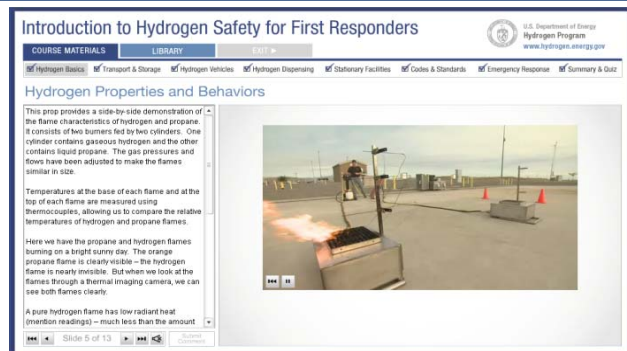 Introduction to Hydrogen Safety for First Responders
U.S. Department of Energy
Hydrogen Program
www.hydrogen.energy.gov
COURSE MATERIALS
LIBRARY
EXIT ►
Hydrogen Basics
Transport & Storage
Hydrogen Vehicles
Hydrogen Dispensing
Stationary Facilities
Codes & Standards
Emergency Response
Summary & Quiz
Hydrogen Properties and Behaviors
This prop provides a side-by-side demonstration of
the flame characteristics of hydrogen and propane.
It consists of two burners fed by two cylinders. One
cylinder contains gaseous hydrogen and the other
contains liquid propane. The gas pressures and
flows have been adjusted to make the flames
similar in size.
Temperatures at the base of each flame and at the
top of each flame are measured using
thermocouples, allowing us to compare the relative
temperatures of hydrogen and propane flames.
Here we have the propane and hydrogen flames
burning on a bright sunny day. The orange
propane flame is clearly visible – the hydrogen
flame is nearly invisible. But when we look at the
flames through a thermal imaging camera, we can
see both flames clearly.
A pure hydrogen flame has low radiant heat
(mention readings) – much less than the amount
Slide 5 of 13
Submit
Comment